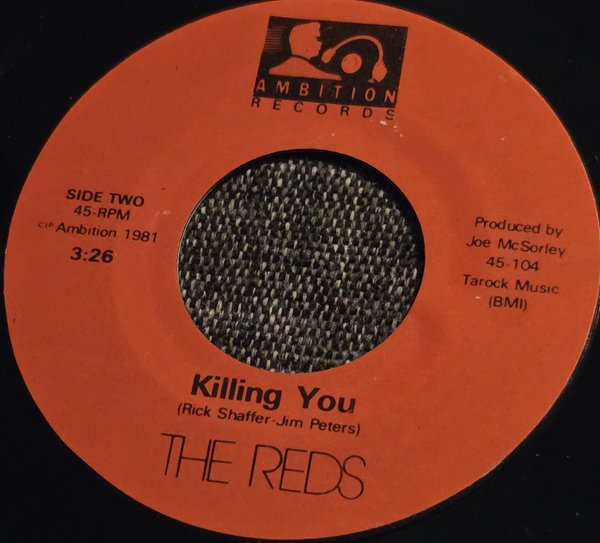 AMBITION
RECORDS
SIDE TWO
45-RPM
©℗ Ambition 1981
3:26
Produced by
Joe McSorley
45-104
Tarock Music
(BMI)
Killing You
(Rick Shaffer-Jim Peters)
THE REDS